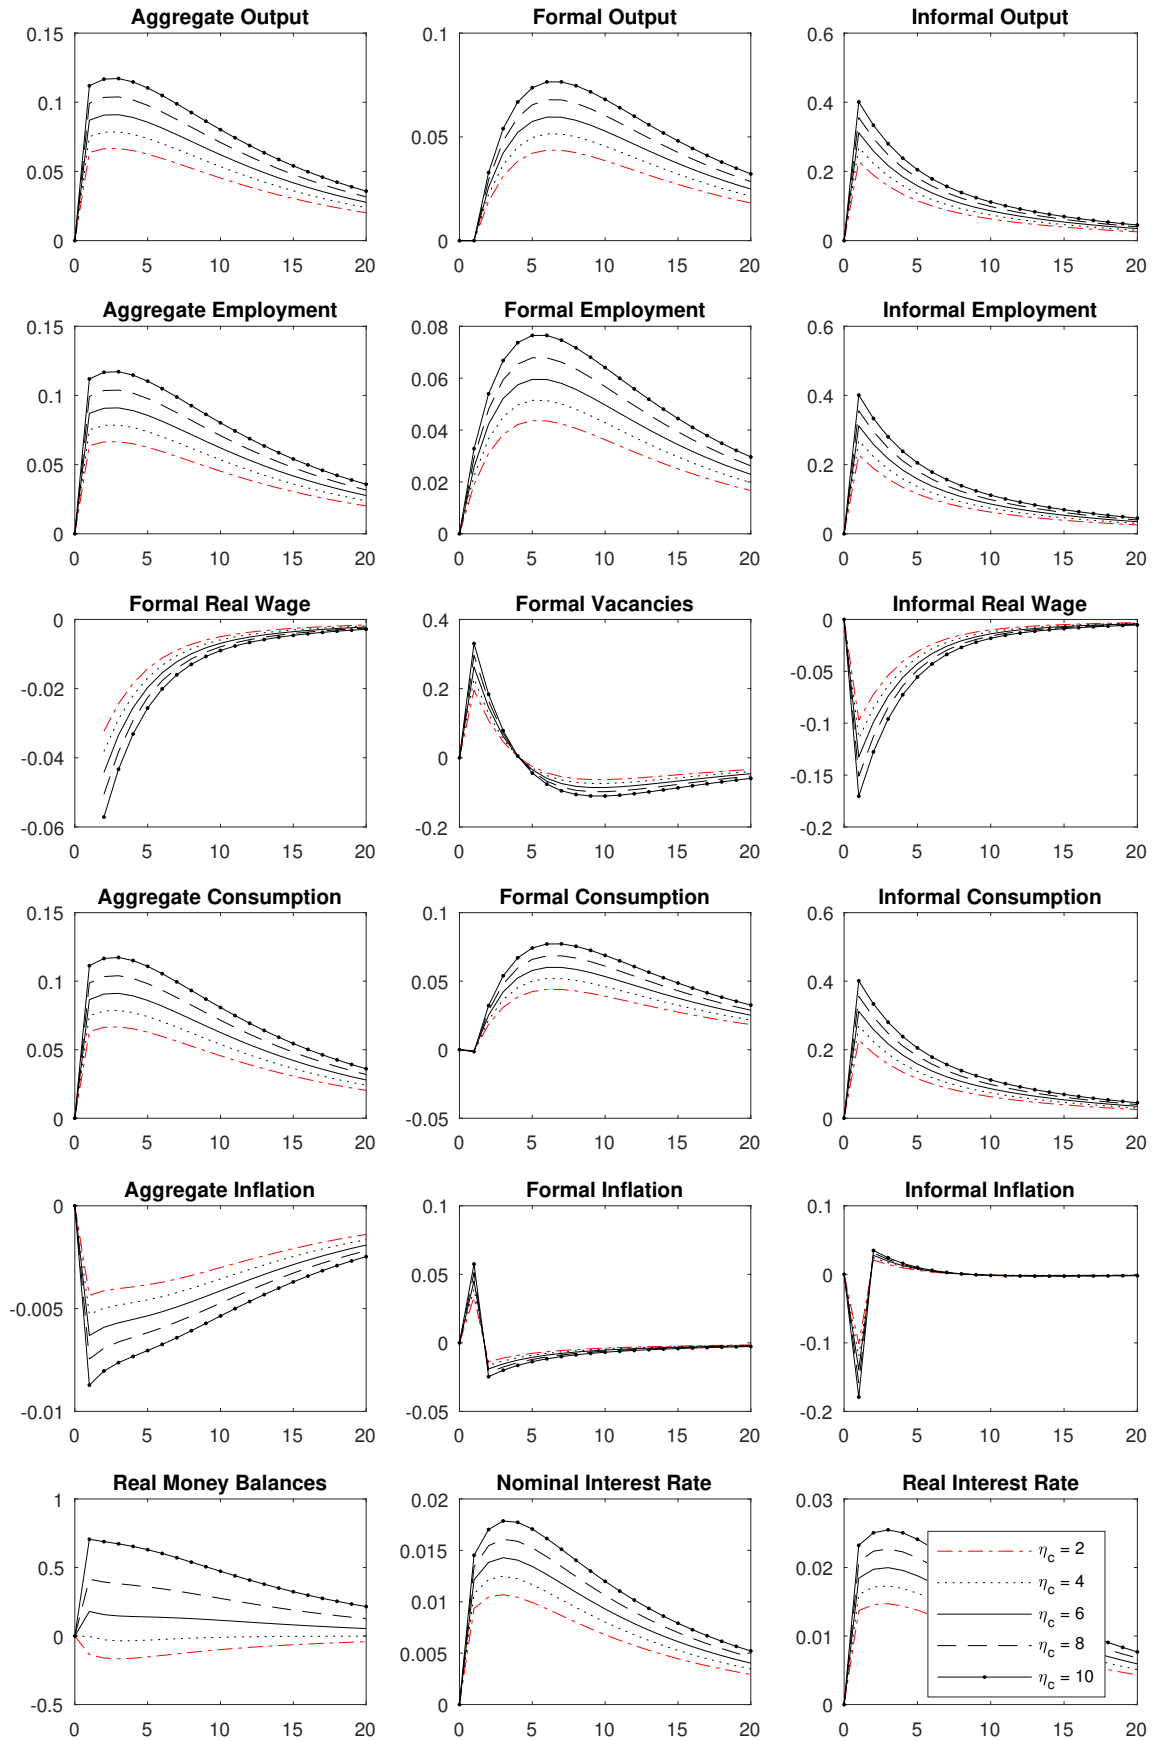 Aggregate Output Formal Output Informal Output
0.15 0.1 0.6
0.1 0.4
0.05
0.05 0.2
0 0 0
0 5 10 15 20 0 5 10 15 20 0 5 10 15 20
Aggregate Employment Formal Employment Informal Employment
0.15 0.08 0.6
0.06
0.1 0.4
0.04
0.05 0.2
0.02
0 0 0
0 5 10 15 20 0 5 10 15 20 0 5 10 15 20
Formal Real Wage Formal Vacancies Informal Real Wage
0 0.4 0
-0.02 0.2 -0.05
-0.1
-0.04 0 -0.15
-0.06 -0.2 -0.2
0 5 10 15 20 0 5 10 15 20 0 5 10 15 20
Aggregate Consumption Formal Consumption Informal Consumption
0.15 0.1 0.6
0.1 0.05 0.4
0.05 0 0.2
0 -0.05 0
0 5 10 15 20 0 5 10 15 20 0 5 10 15 20
Aggregate Inflation Formal Inflation Informal Inflation
0 0.1 0.1
0.05 0
-0.005
0 -0.1
-0.01 -0.05 -0.2
0 5 10 15 20 0 5 10 15 20 0 5 10 15 20
Real Money Balances Nominal Interest Rate Real Interest Rate
1 0.02 0.03
0.015
0.5 0.02
0.01
0 0.01
0.005
-0.5 0 0
0 5 10 15 20 0 5 10 15 20 0 5 10 15 20
η_c = 2
η_c = 4
η_c = 6
η_c = 8
η_c = 10